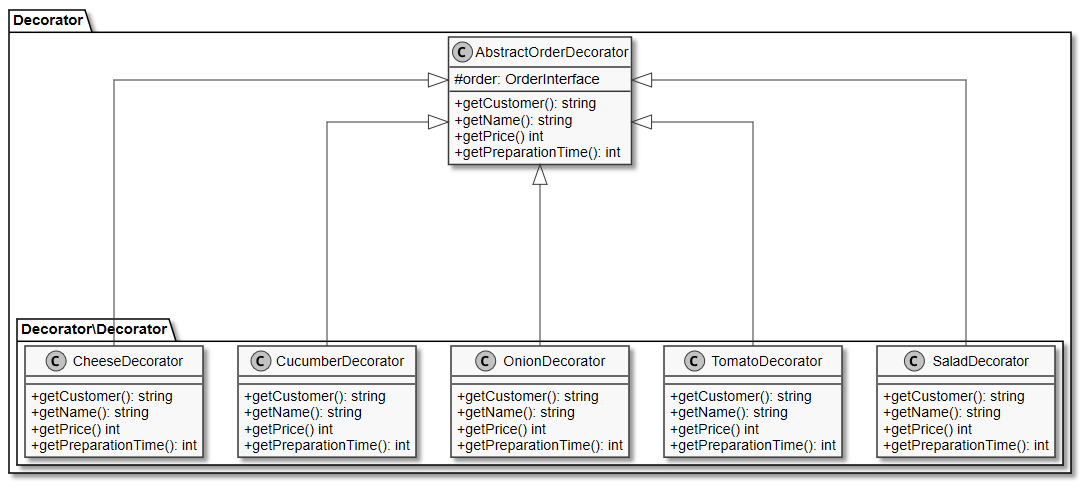 Decorator
C AbstractOrderDecorator
#order: OrderInterface
+getCustomer(): string
+getName(): string
+getPrice() int
+getPreparationTime(): int
Decorator\Decorator
C CheeseDecorator
+getCustomer(): string
+getName(): string
+getPrice() int
+getPreparationTime(): int
C CucumberDecorator
+getCustomer(): string
+getName(): string
+getPrice() int
+getPreparationTime(): int
C OnionDecorator
+getCustomer(): string
+getName(): string
+getPrice() int
+getPreparationTime(): int
C TomatoDecorator
+getCustomer(): string
+getName(): string
+getPrice() int
+getPreparationTime(): int
C SaladDecorator
+getCustomer(): string
+getName(): string
+getPrice() int
+getPreparationTime(): int